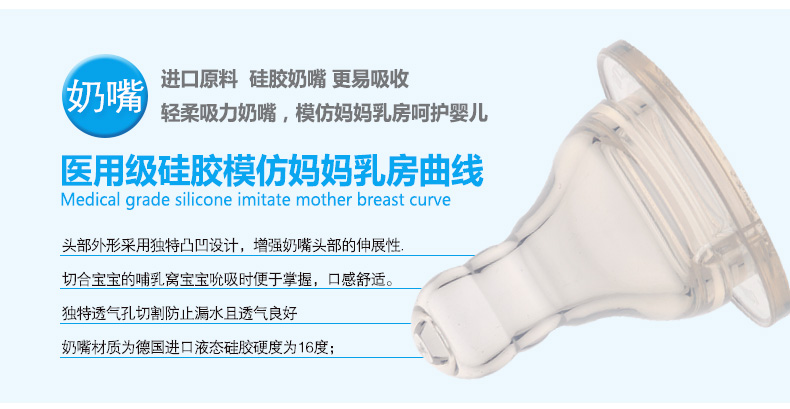 奶嘴
进口原料 硅胶奶嘴 更易吸收
轻柔吸力奶嘴，模仿妈妈乳房呵护婴儿
医用级硅胶模仿妈妈乳房曲线
Medical grade silicone imitate mother breast curve
头部外形采用独特凸凹设计，增强奶嘴头部的伸展性.
切合宝宝的哺乳窝宝宝吮吸时便于掌握，口感舒适。
独特透气孔切割防止漏水且透气良好
奶嘴材质为德国进口液态硅胶硬度为16度；